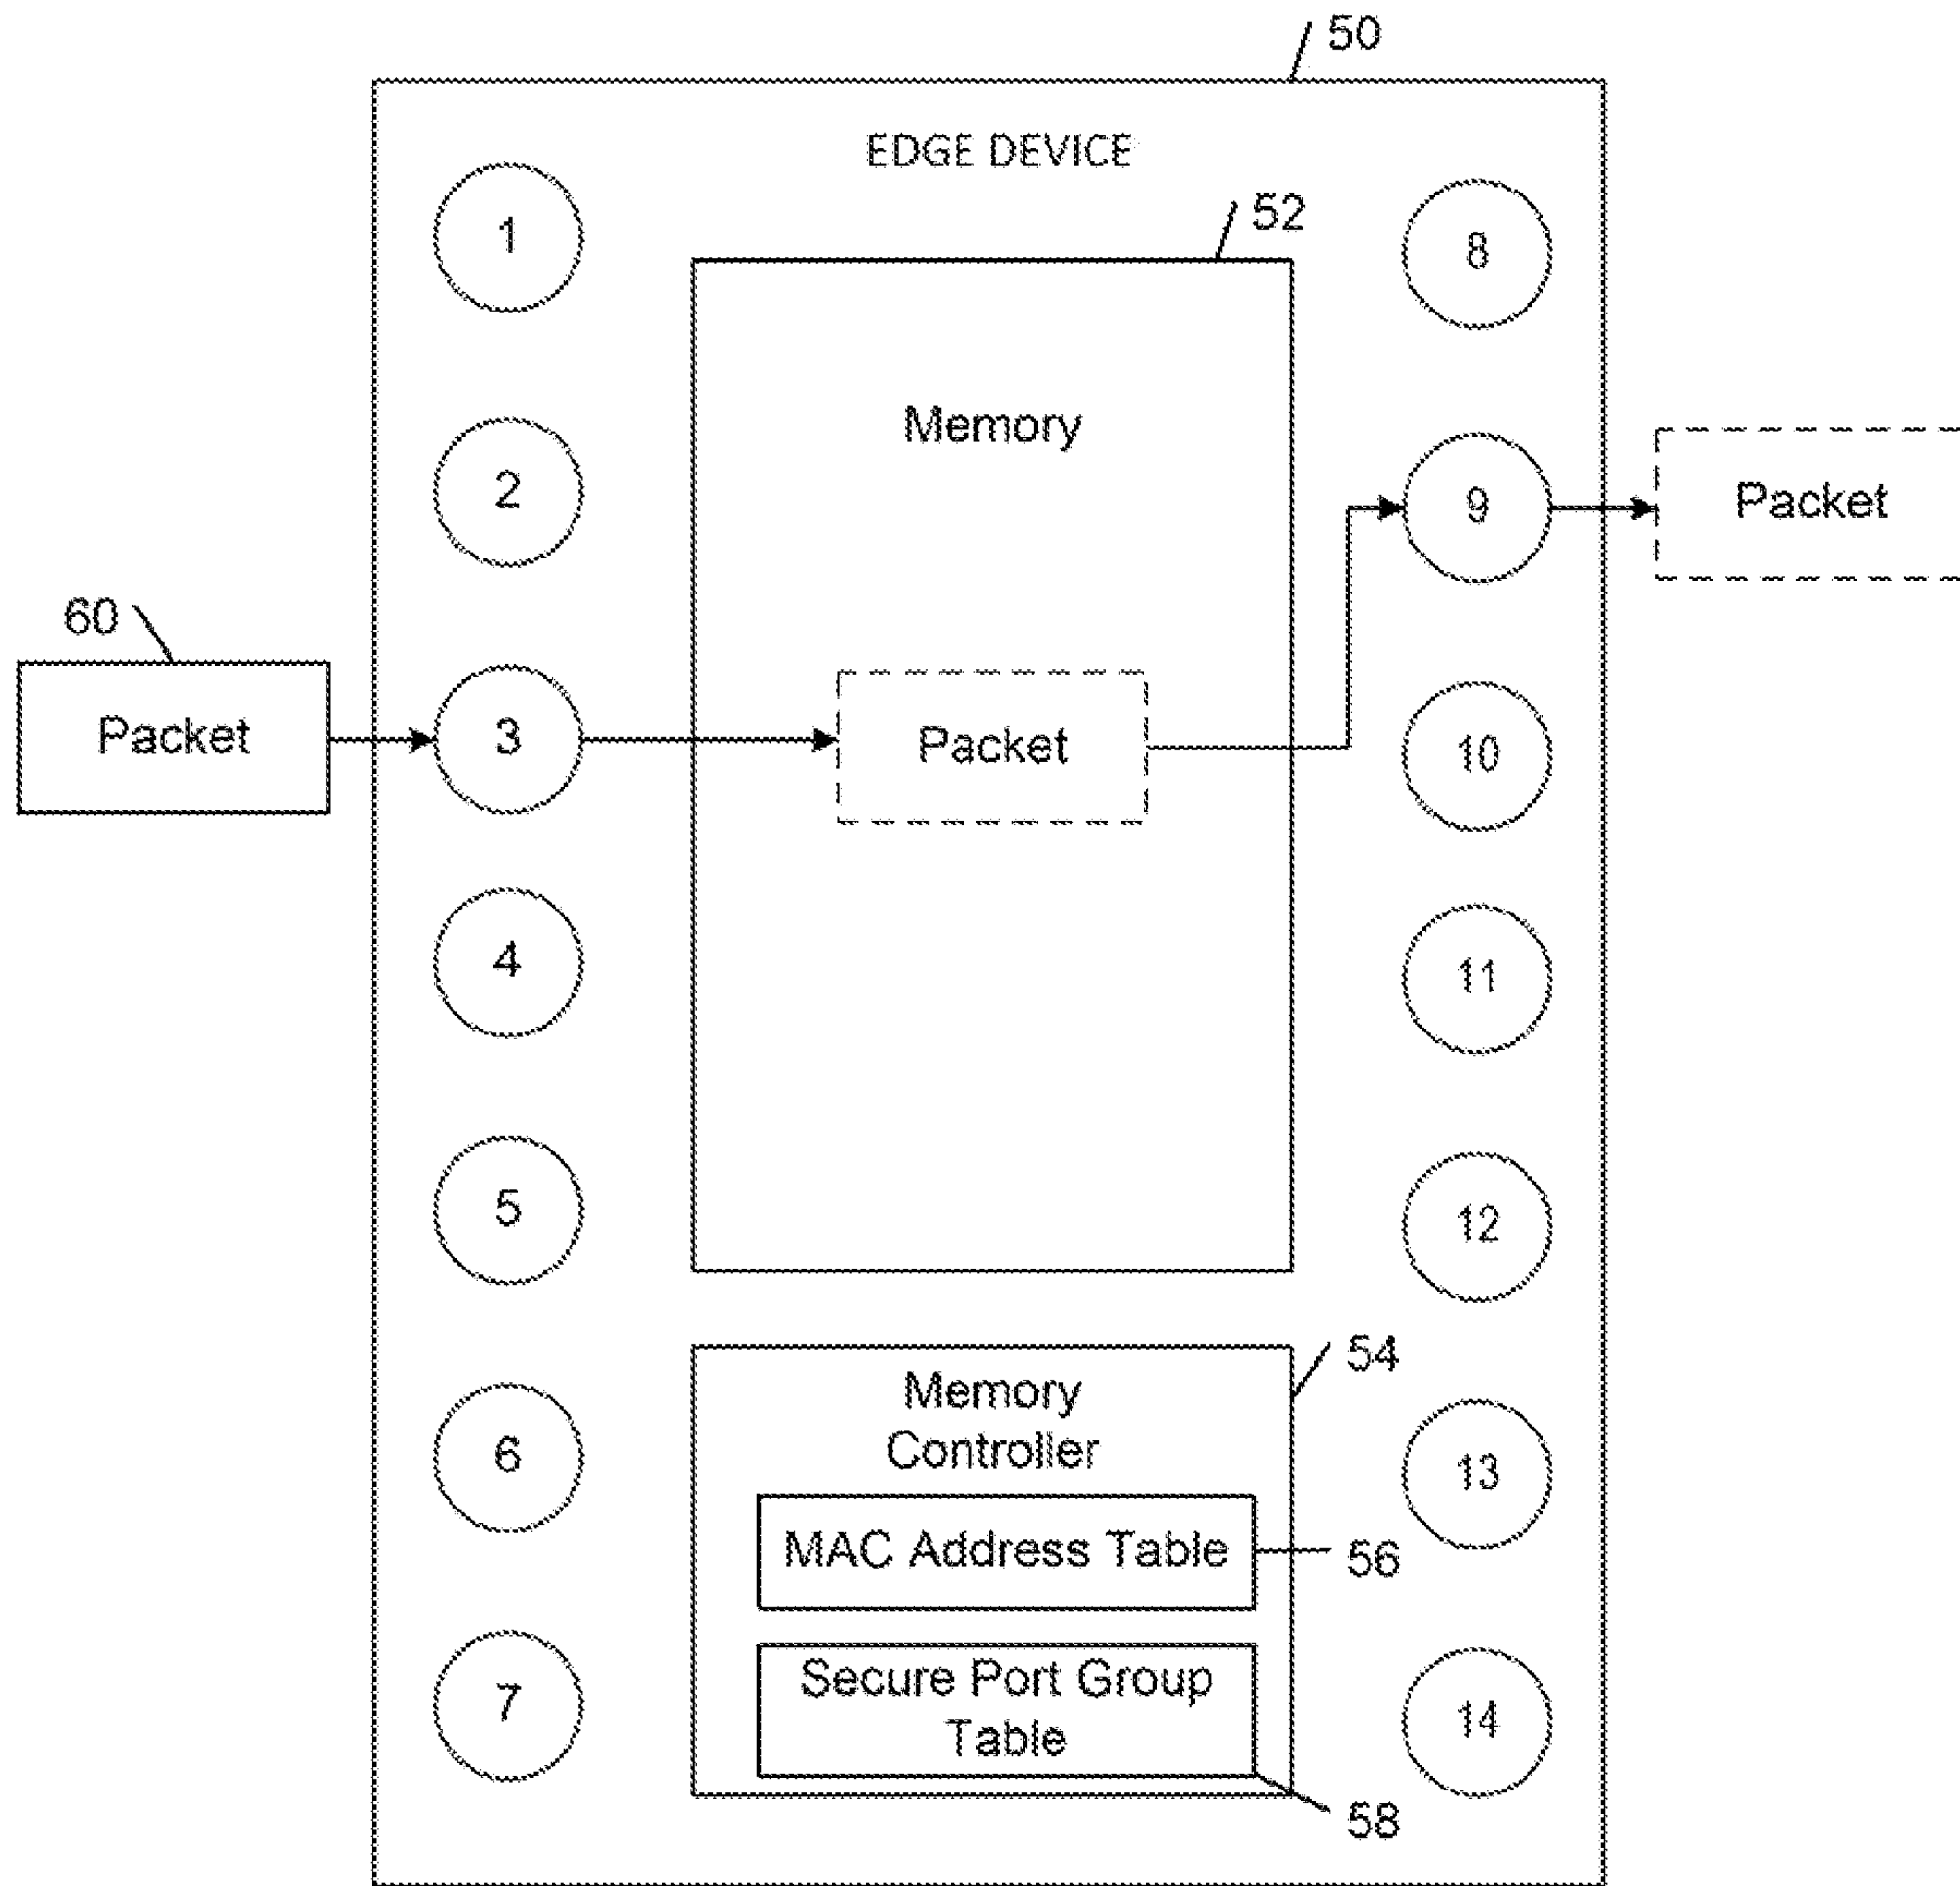 50
EDGE DEVICE
52
1
8
Memory
2
9
Packet
60
Packet
3
Packet
10
4
11
5
12
54
Memory
Controller
6
13
MAC Address Table
56
Secure Port Group
Table
7
14
58